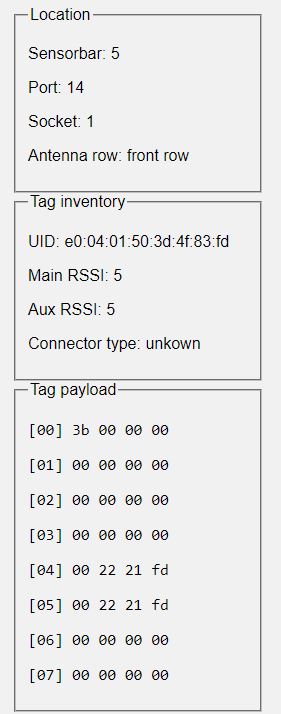 Location
Sensorbar: 5
Port: 14
Socket: 1
Antenna row: front row
Tag inventory
UID: e0:04:01:50:3d:4f:83:fd
Main RSSI: 5
Aux RSSI: 5
Connector type: unkown
Tag payload
[00] 3b 00 00 00
[01] 00 00 00 00
[02] 00 00 00 00
[03] 00 00 00 00
[04] 00 22 21 fd
[05] 00 22 21 fd
[06] 00 00 00 00
[07] 00 00 00 00